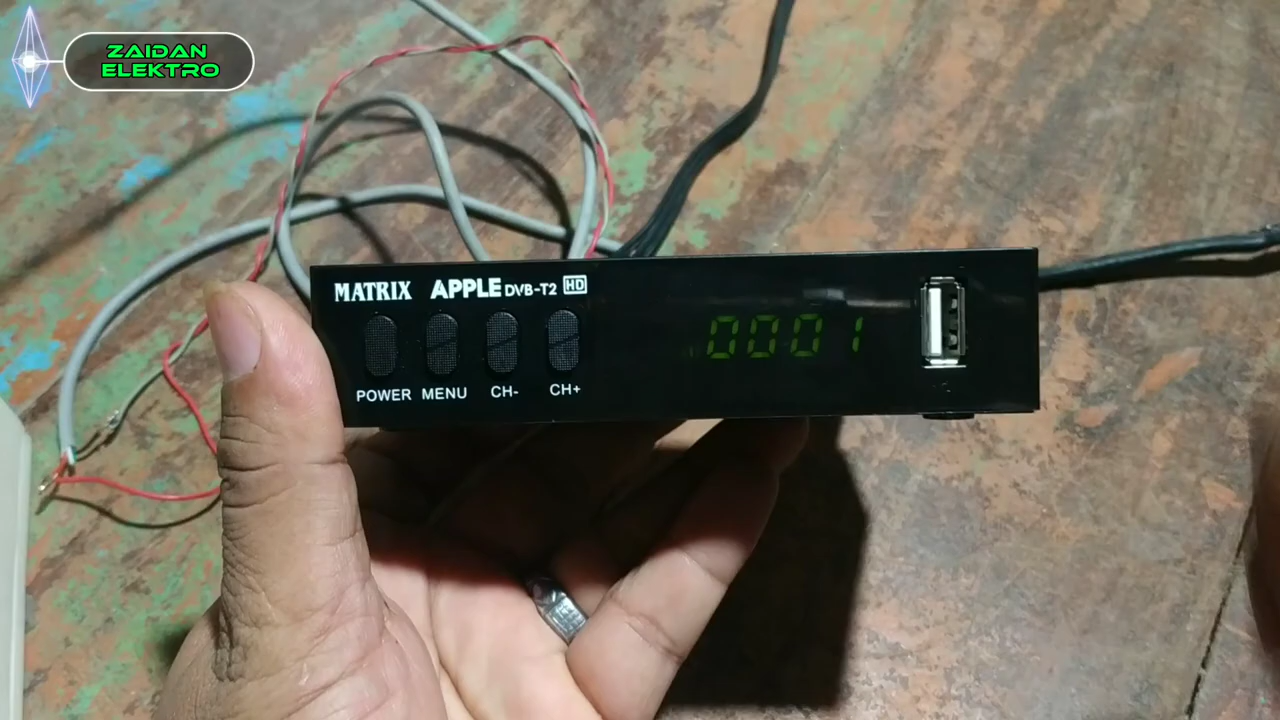 ZAIDAN
ELEKTRO
MATRIX APPLE DVB-T2 HD
0001
POWER MENU CH- CH+